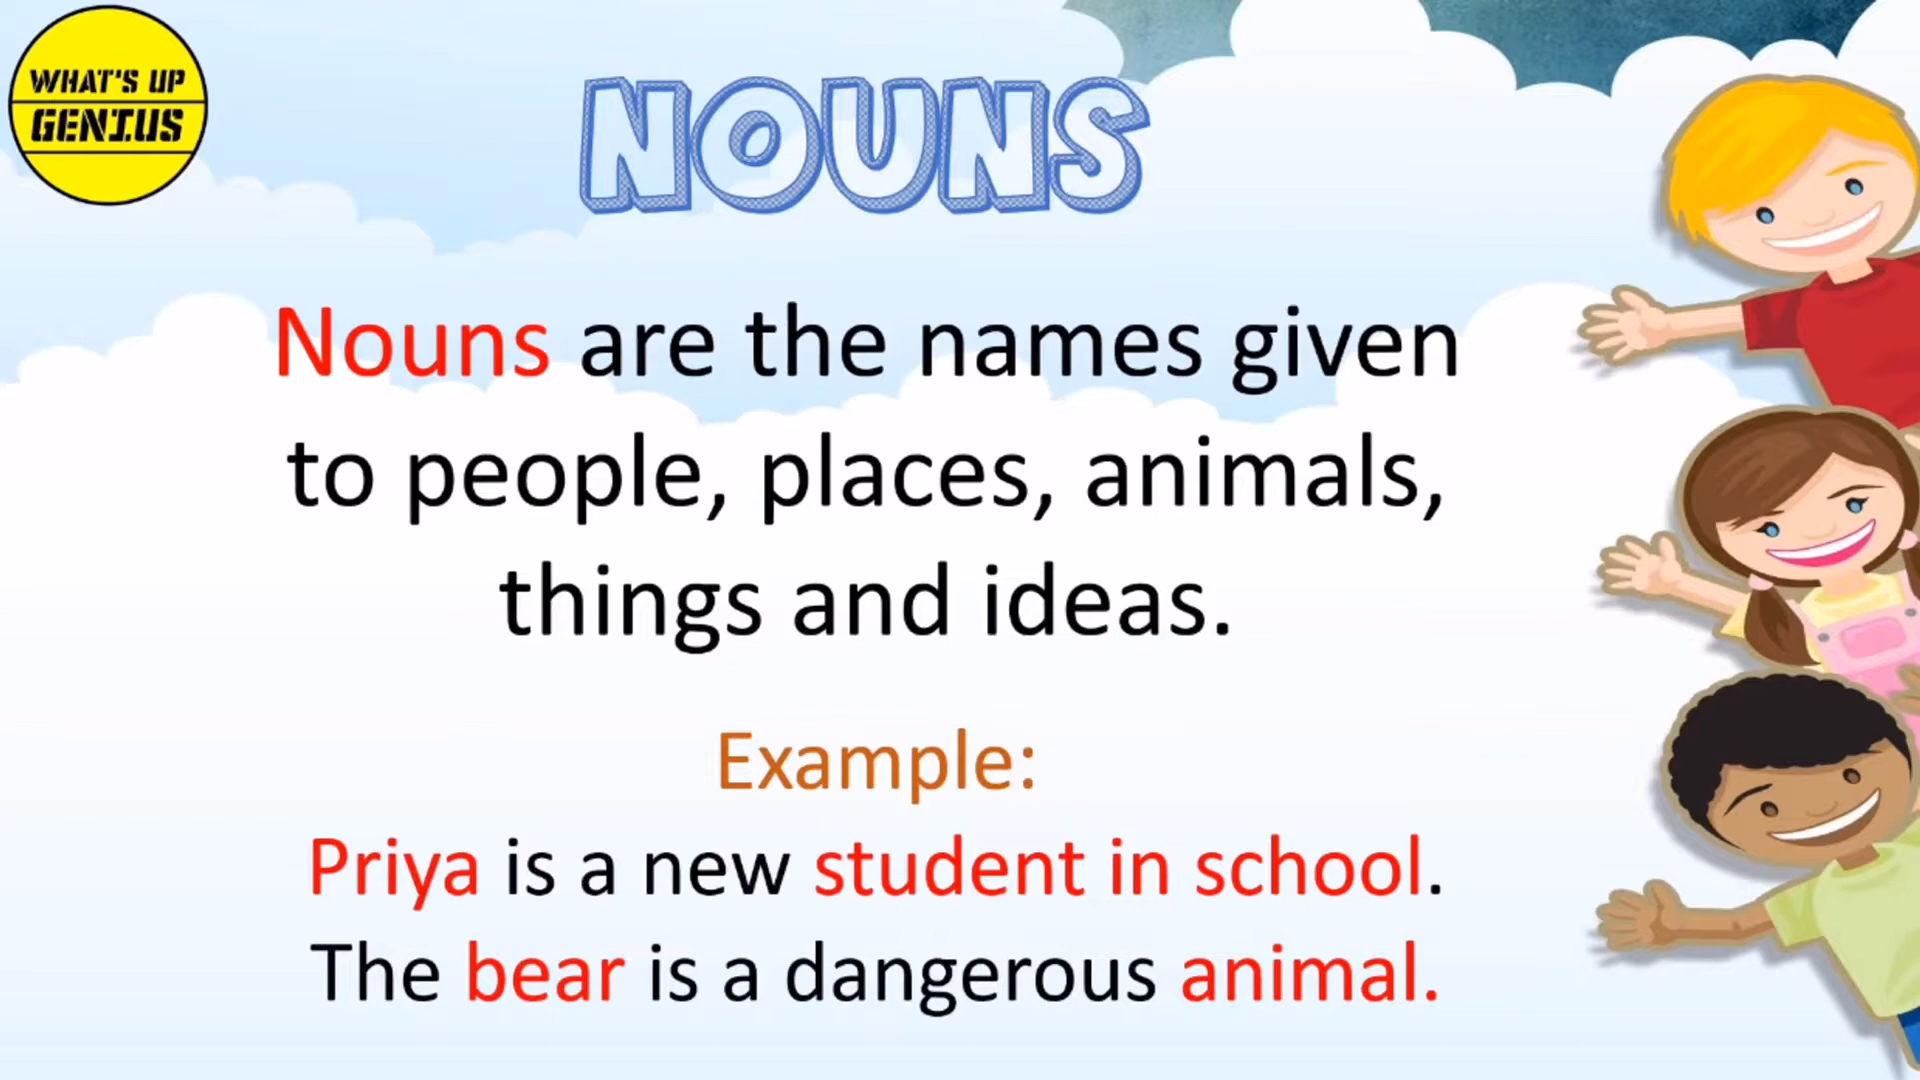 WHAT'S UP
GENIUS
NOUNS
Nouns are the names given
to people, places, animals,
things and ideas.
Example:
Priya is a new student in school.
The bear is a dangerous animal.